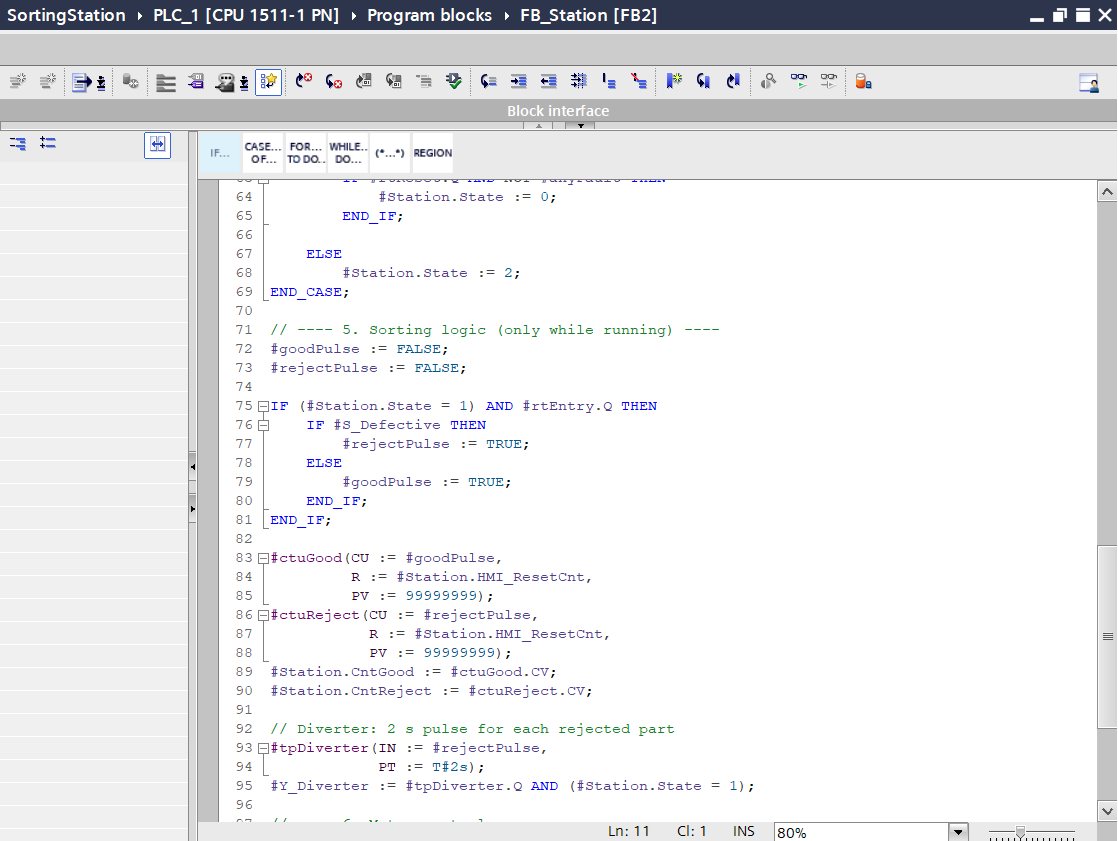 SortingStation › PLC_1 [CPU 1511-1 PN] › Program blocks › FB_Station [FB2]
Block interface
IF...
CASE... OF...
FOR... TO DO..
WHILE.. DO...
(*...*)
REGION
64 #Station.State := 0;
65 END_IF;
66
67 ELSE
68 #Station.State := 2;
69 END_CASE;
70
71 // ---- 5. Sorting logic (only while running) ----
72 #goodPulse := FALSE;
73 #rejectPulse := FALSE;
74
75 IF (#Station.State = 1) AND #rtEntry.Q THEN
76 IF #S_Defective THEN
77 #rejectPulse := TRUE;
78 ELSE
79 #goodPulse := TRUE;
80 END_IF;
81 END_IF;
82
83 #ctuGood(CU := #goodPulse,
84 R := #Station.HMI_ResetCnt,
85 PV := 99999999);
86 #ctuReject(CU := #rejectPulse,
87 R := #Station.HMI_ResetCnt,
88 PV := 99999999);
89 #Station.CntGood := #ctuGood.CV;
90 #Station.CntReject := #ctuReject.CV;
91
92 // Diverter: 2 s pulse for each rejected part
93 #tpDiverter(IN := #rejectPulse,
94 PT := T#2s);
95 #Y_Diverter := #tpDiverter.Q AND (#Station.State = 1);
96
Ln: 11 Cl: 1 INS 80%